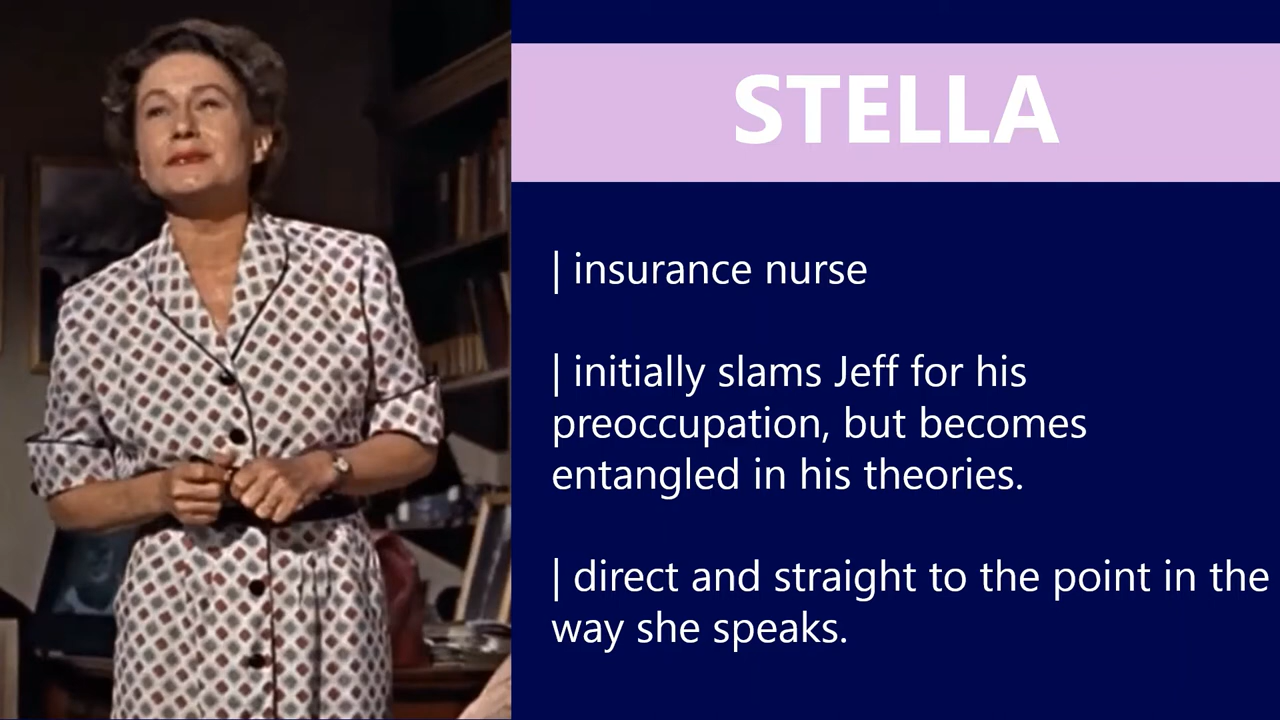 STELLA
| insurance nurse
| initially slams Jeff for his
preoccupation, but becomes
entangled in his theories.
| direct and straight to the point in the
way she speaks.